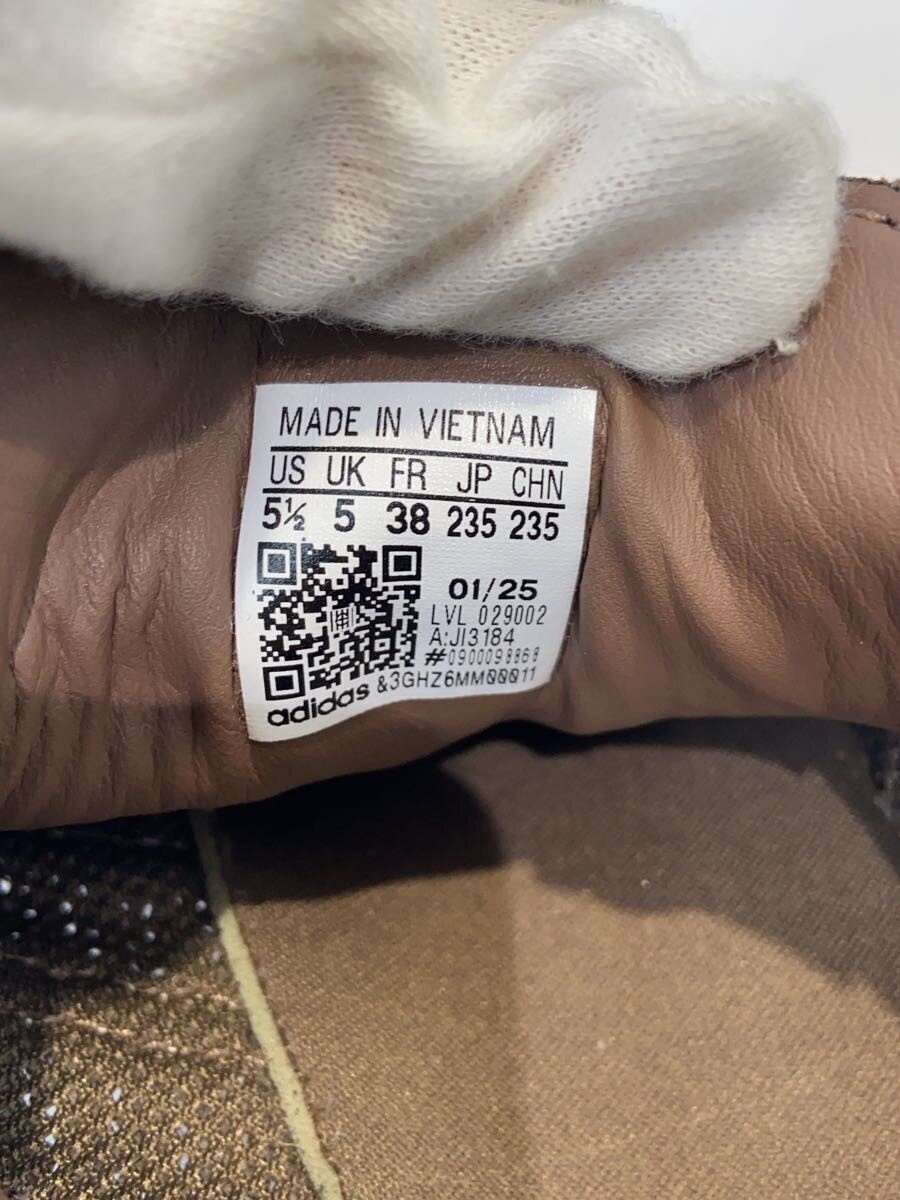 MADE IN VIETNAM
US UK FR JP CHN
5½ 5 38 235 235
01/25
LVL 029002
A:JI3184
#0900098868
&3GHZ6MM00011
adidas